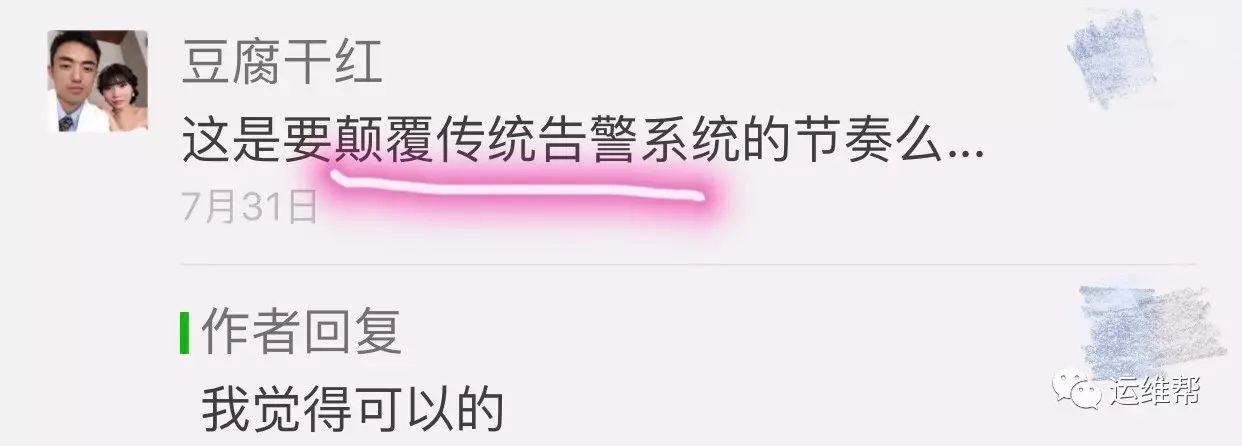 豆腐干红
这是要颠覆传统告警系统的节奏么...
7月31日
作者回复
我觉得可以的
运维帮